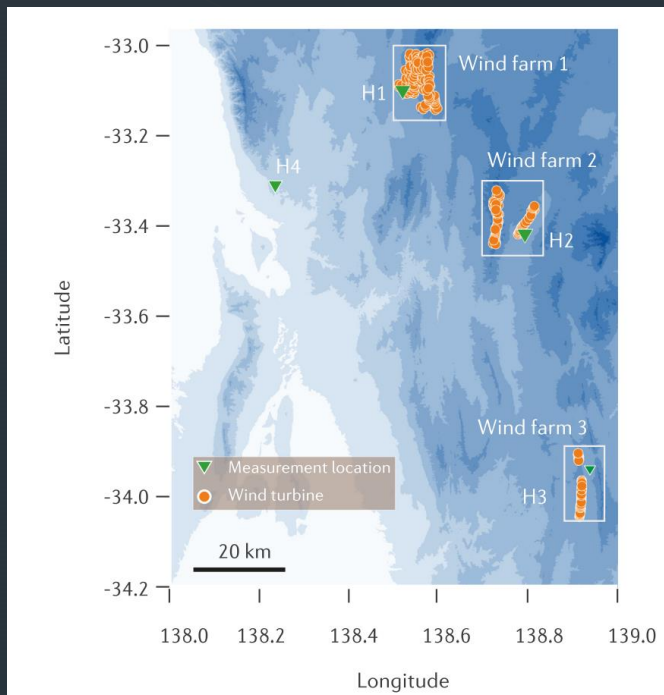 -33.0
Wind farm 1
H1
-33.2
Wind farm 2
H4
-33.4
H2
Latitude
-33.6
-33.8
Wind farm 3
Measurement location
Wind turbine
H3
-34.0
20 km
-34.2
138.0 138.2 138.4 138.6 138.8 139.0
Longitude